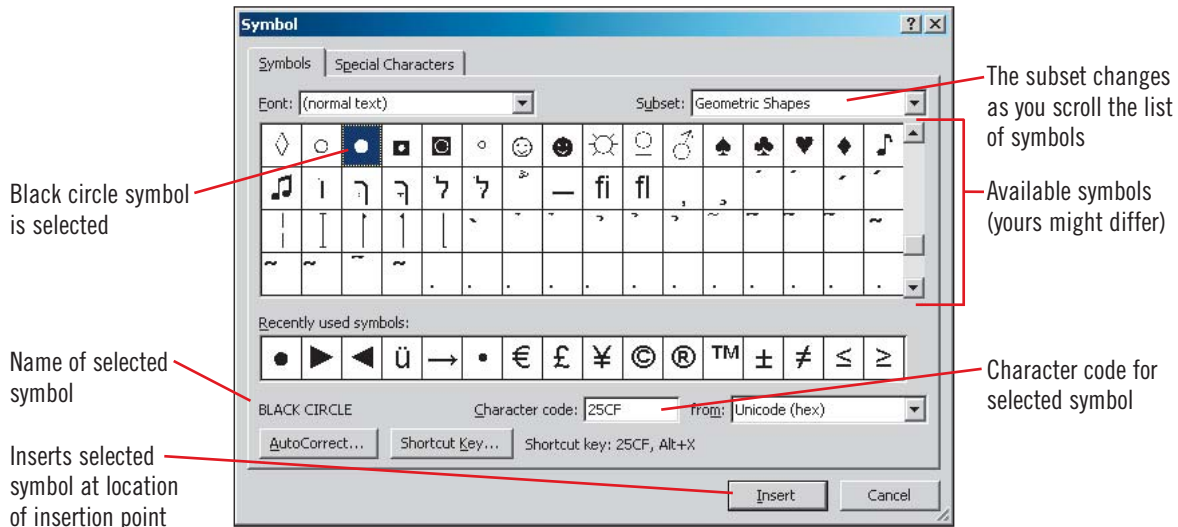 Symbol
Symbols Special Characters
Font: (normal text) Subset: Geometric Shapes
The subset changes
as you scroll the list
of symbols
Black circle symbol
is selected
Available symbols
(yours might differ)
fi fl
Recently used symbols:
● ► ◄ ü → • € £ ¥ © ® ™ ± ≠ ≤ ≥
Name of selected
symbol
BLACK CIRCLE Character code: 25CF from: Unicode (hex)
Character code for
selected symbol
AutoCorrect... Shortcut Key... Shortcut key: 25CF, Alt+X
Inserts selected
symbol at location
of insertion point
Insert Cancel